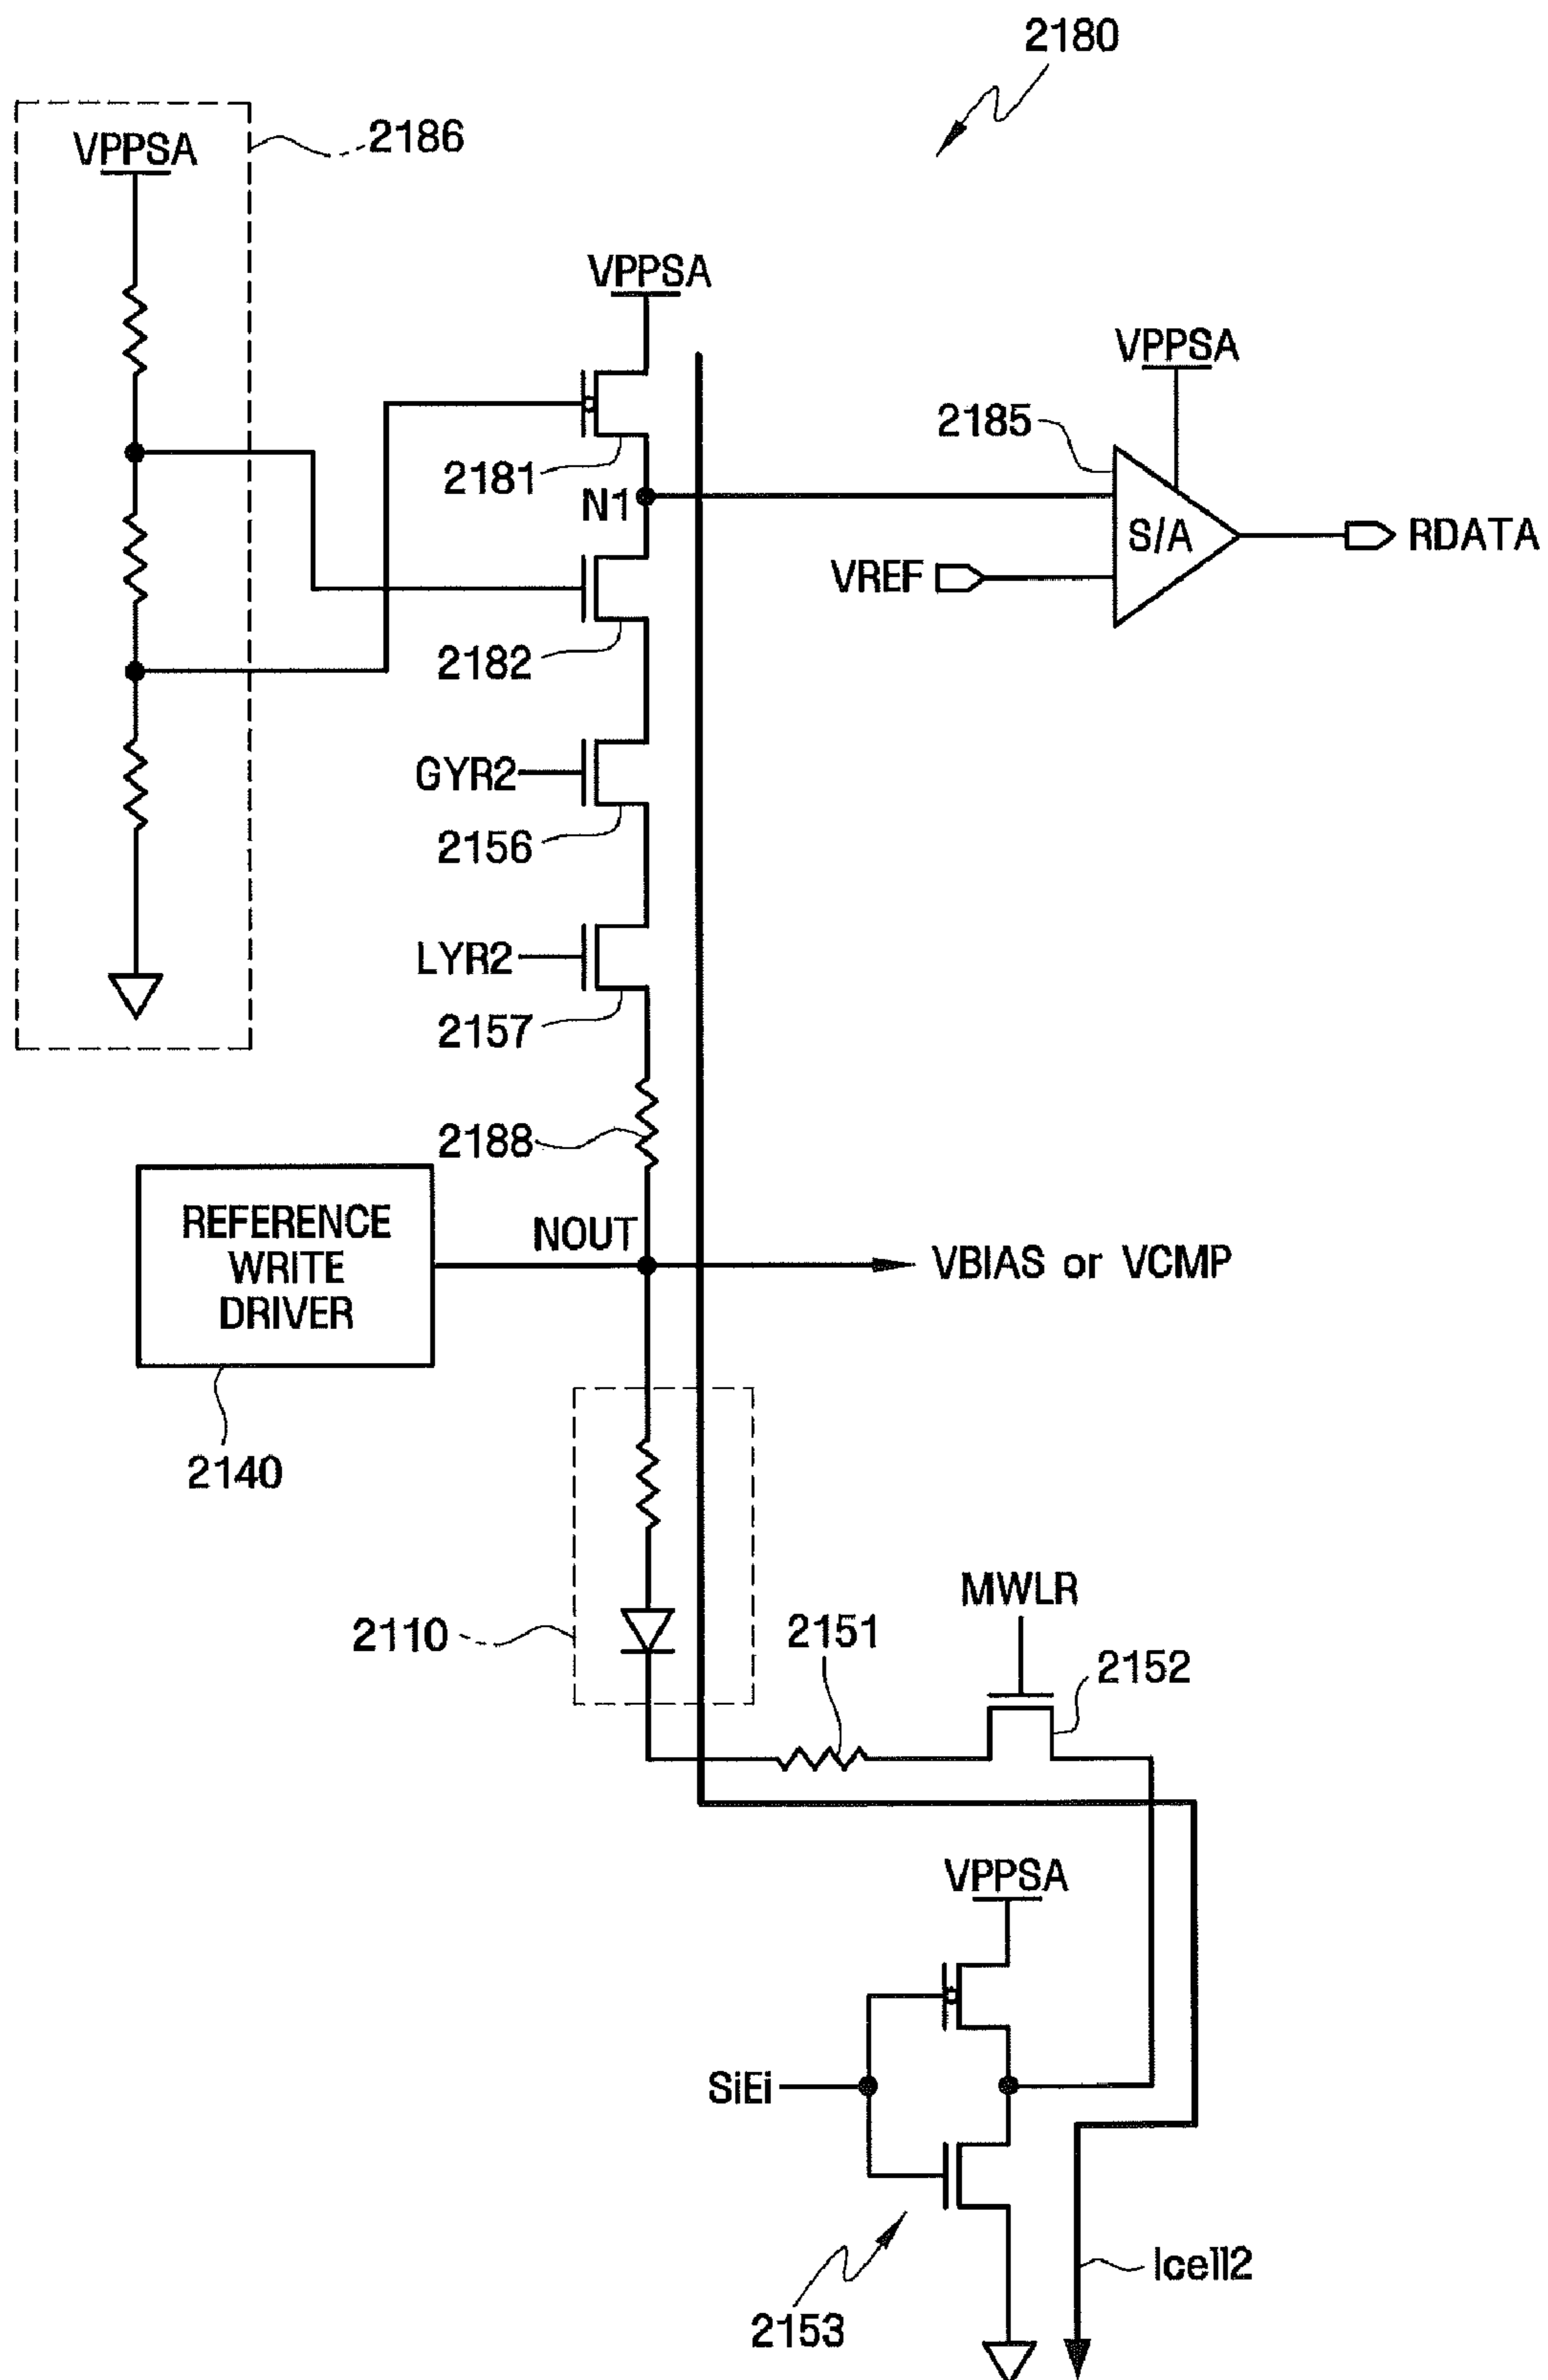 2180
VPPSA
2186
VPPSA
VPPSA
2185
2181
N1
S/A
RDATA
VREF
2182
GYR2
2156
LYR2
2157
2188
REFERENCE
WRITE
DRIVER
NOUT
VBIAS or VCMP
2140
MWLR
2110
2151
2152
VPPSA
SiEi
Icell2
2153